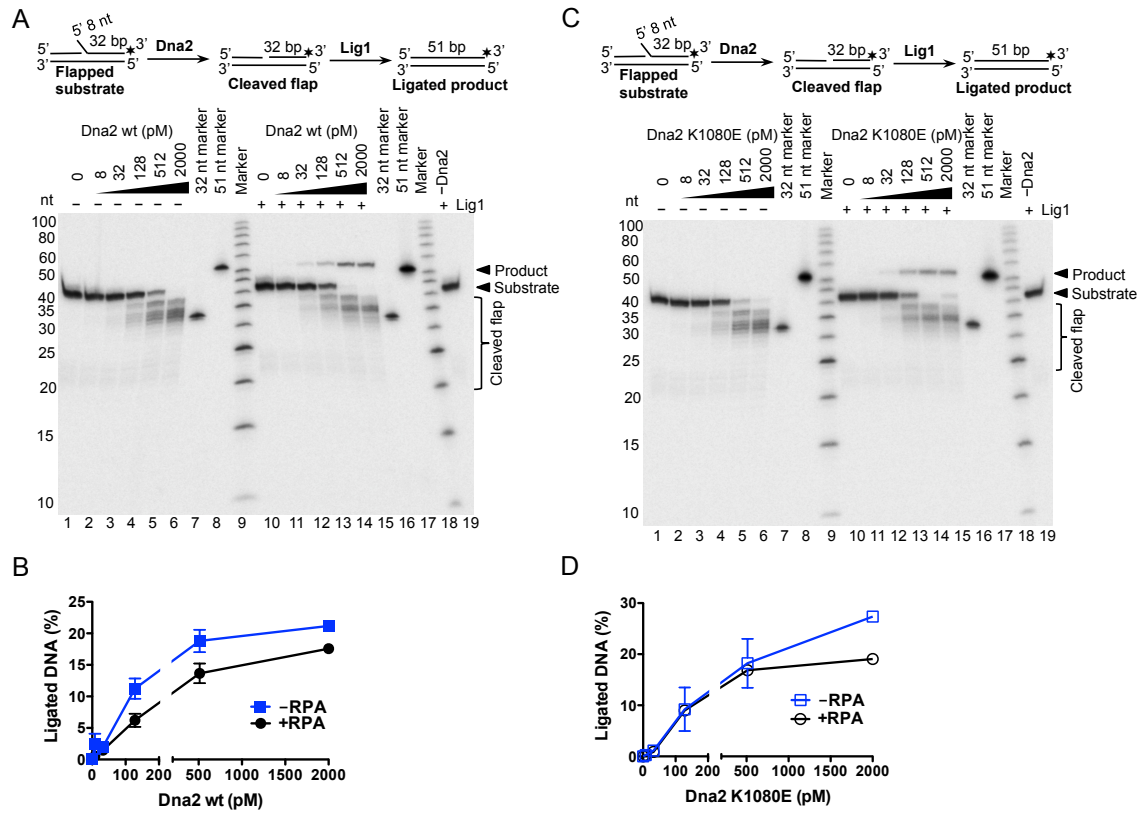 A
5’ 8 nt
5’ 32 bp 3’
3’ 5’
Flapped
substrate
Dna2
5’ 32 bp 3’
3’ 5’
Cleaved flap
Lig1
51 bp
5’ 3’
3’ 5’
Ligated product
Dna2 wt (pM)
0 8 32 128 512 2000
32 nt marker
51 nt marker
Marker
Dna2 wt (pM)
0 8 32 128 512 2000
32 nt marker
51 nt marker
Marker
−Dna2
nt − − − − − − + + + + + + + Lig1
100
80
60
50
40
35
30
25
20
15
10
Product
Substrate
Cleaved flap
1 2 3 4 5 6 7 8 9 10 11 12 13 14 15 16 17 18 19
B
Ligated DNA (%)
25
20
15
10
5
0
−RPA
+RPA
0 100 200 500 1000 1500 2000
Dna2 wt (pM)
C
5’ 8 nt
5’ 32 bp 3’
3’ 5’
Flapped
substrate
Dna2
5’ 32 bp 3’
3’ 5’
Cleaved flap
Lig1
51 bp
5’ 3’
3’ 5’
Ligated product
Dna2 K1080E (pM)
0 8 32 128 512 2000
32 nt marker
51 nt marker
Marker
Dna2 K1080E (pM)
0 8 32 128 512 2000
32 nt marker
51 nt marker
Marker
−Dna2
nt − − − − − − + + + + + + + Lig1
100
80
60
50
40
35
30
25
20
15
10
Product
Substrate
Cleaved flap
1 2 3 4 5 6 7 8 9 10 11 12 13 14 15 16 17 18 19
D
Ligated DNA (%)
30
20
10
0
−RPA
+RPA
0 100 200 500 1000 1500 2000
Dna2 K1080E (pM)